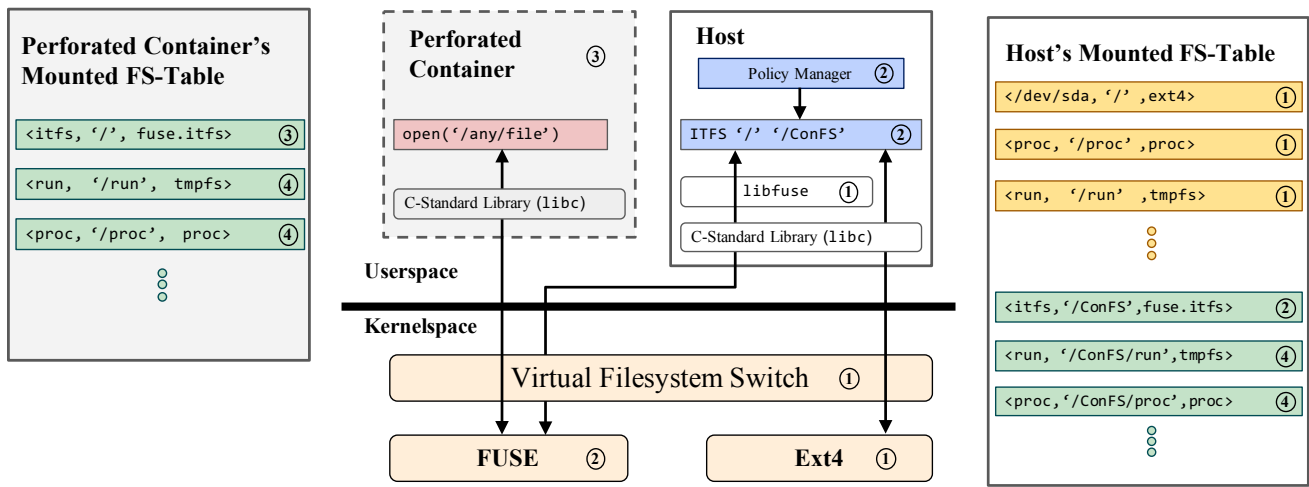 Perforated Container’s
Mounted FS-Table
<itfs, ‘/’, fuse.itfs> ③
<run, ‘/run’, tmpfs> ④
<proc, ‘/proc’, proc> ④
Perforated
Container ③
open(‘/any/file’)
C-Standard Library (libc)
Host
Policy Manager ②
ITFS ‘/’ ‘/ConFS’ ②
libfuse ①
C-Standard Library (libc)
Userspace
Kernelspace
Virtual Filesystem Switch ①
FUSE ②
Ext4 ①
Host’s Mounted FS-Table
</dev/sda, ‘/’ ,ext4> ①
<proc, ‘/proc’ ,proc> ①
<run, ‘/run’ ,tmpfs> ①
<itfs,‘/ConFS’,fuse.itfs> ②
<run, ‘/ConFS/run’,tmpfs> ④
<proc,‘/ConFS/proc’,proc> ④